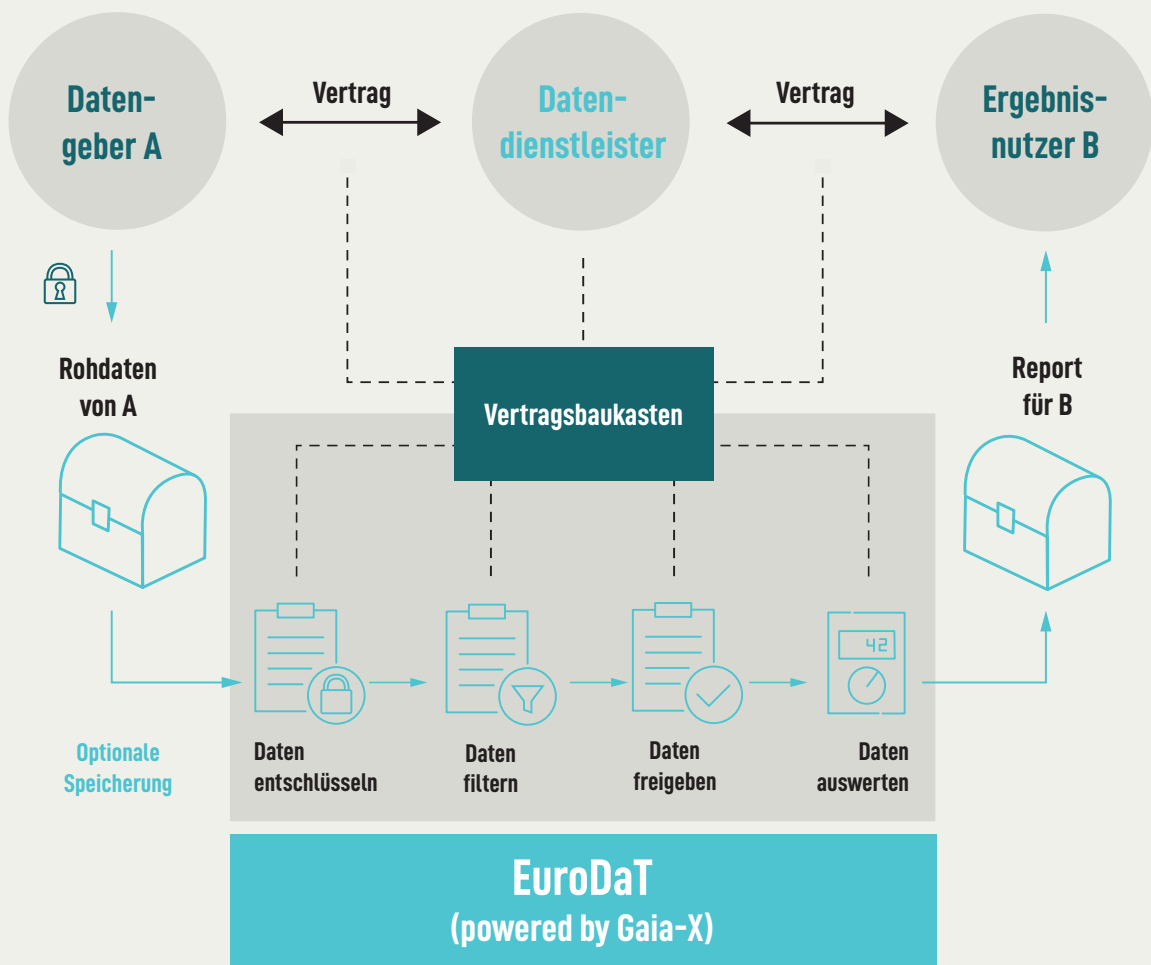 Daten-
geber A
Vertrag
Daten-
dienstleister
Vertrag
Ergebnis-
nutzer B
Rohdaten
von A
Vertragsbaukasten
Report
für B
42
Optionale
Speicherung
Daten
entschlüsseln
Daten
filtern
Daten
freigeben
Daten
auswerten
EuroDaT
(powered by Gaia-X)